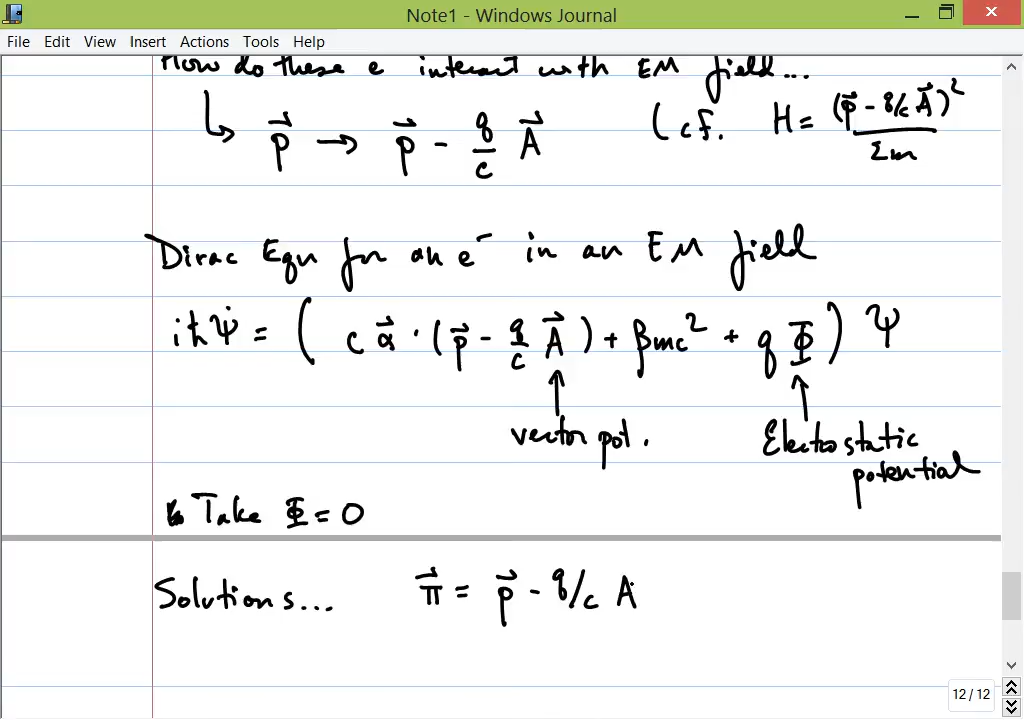 Note1 - Windows Journal
File Edit View Insert Actions Tools Help
How do these e interact with EM field...
p⃗ → p⃗ - q/c A⃗ (cf. H = (p⃗ - q/c A⃗)² / 2m
Dirac Eqn for an e⁻ in an EM field
iħΨ̇ = ( c α⃗ · (p⃗ - q/c A⃗) + βmc² + q Φ ) Ψ
vector pot. Electrostatic
potential
Take Φ = 0
Solutions... π⃗ = p⃗ - q/c A
12 / 12